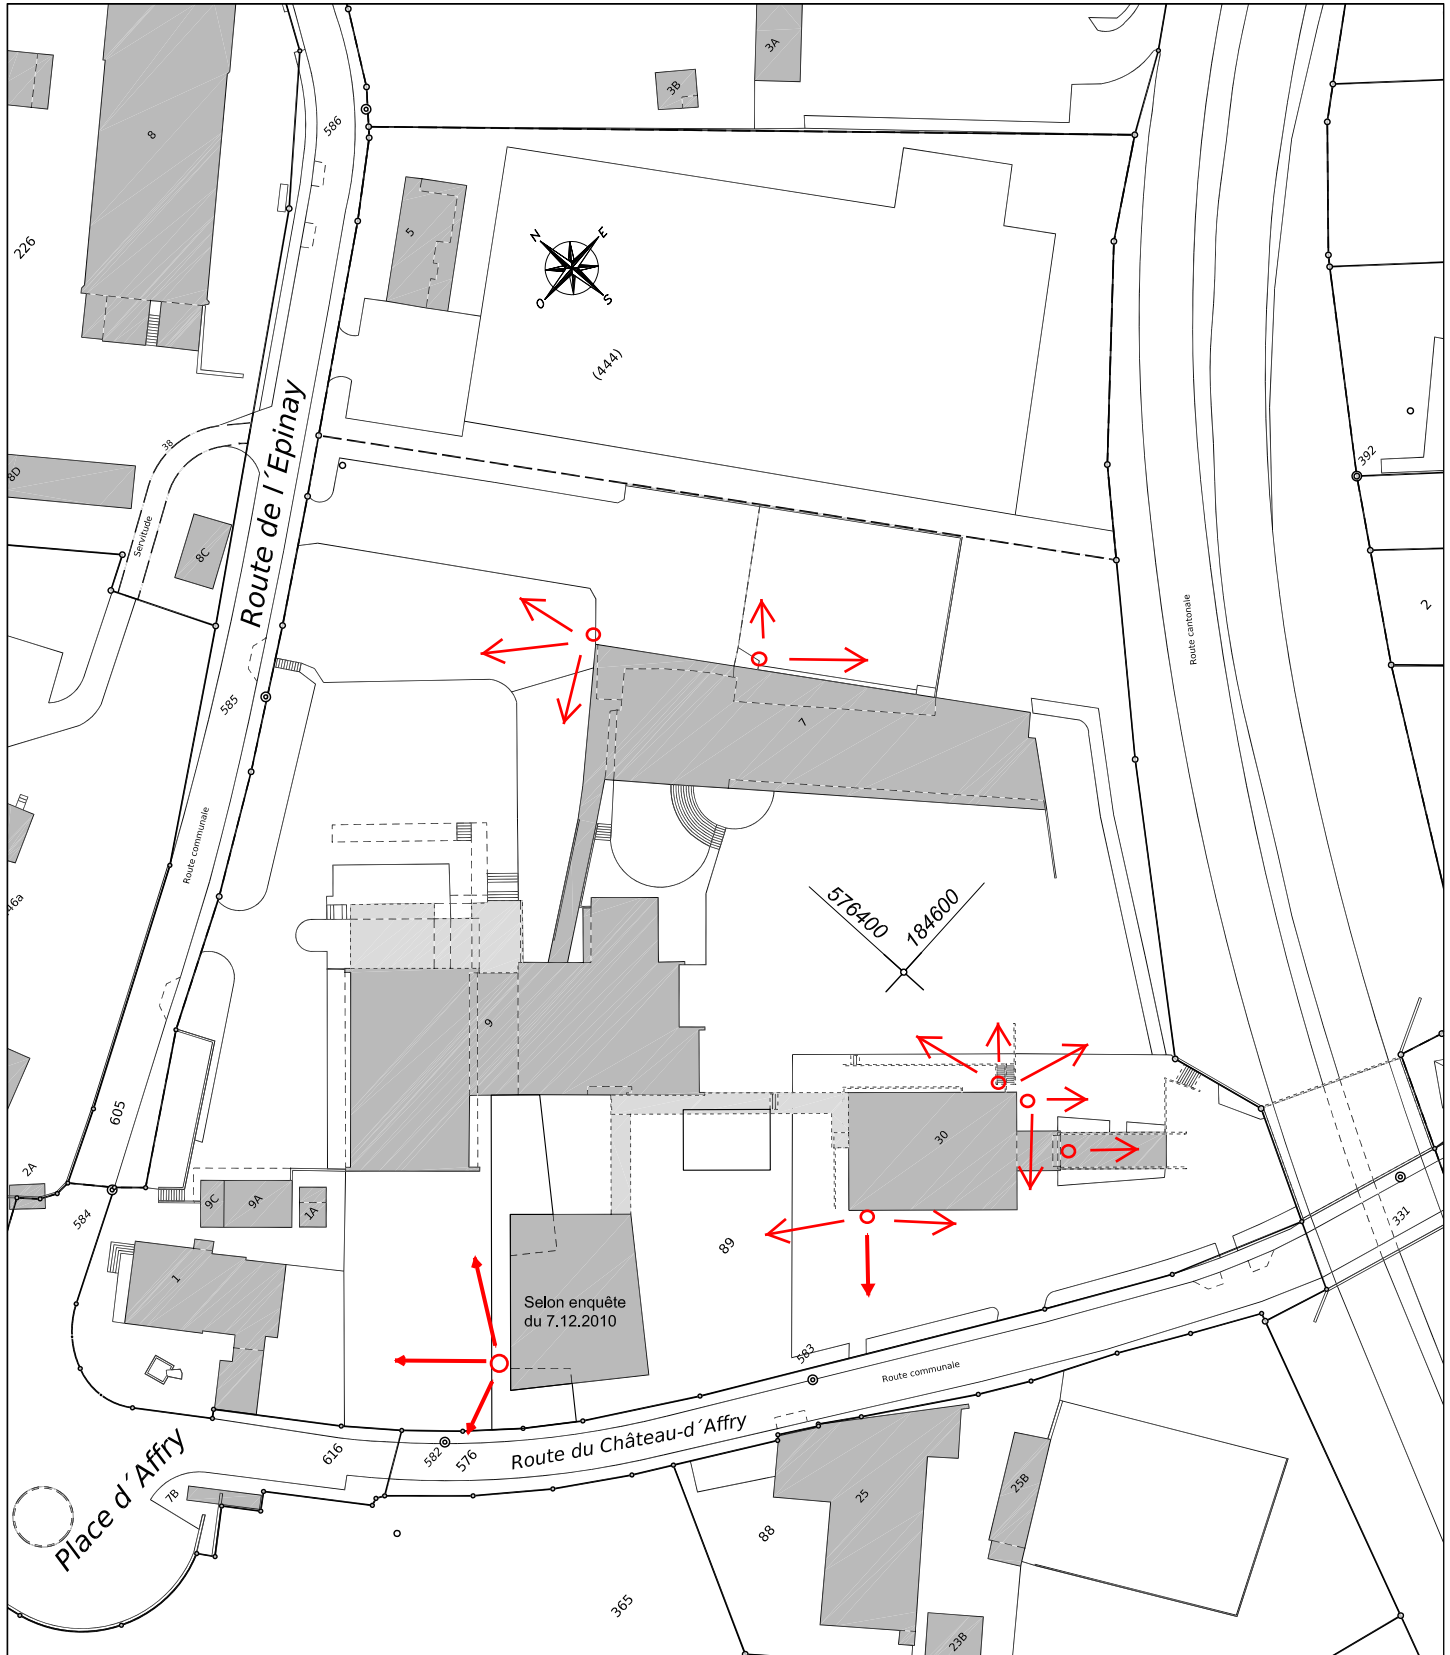 3A
3B
586
8
5
226
N
E
O
S
(444)
Route de l´Epinay
38
392
8D
Servitude
8C
2
Route cantonale
585
7
Route communale
46a
576400
184600
9
605
30
2A
9C
9A
1A
584
89
331
1
Selon enquête
du 7.12.2010
583
Route communale
616
582
576
Route du Château-d´Affry
Place d´Affry
7B
25
25B
88
365
23B